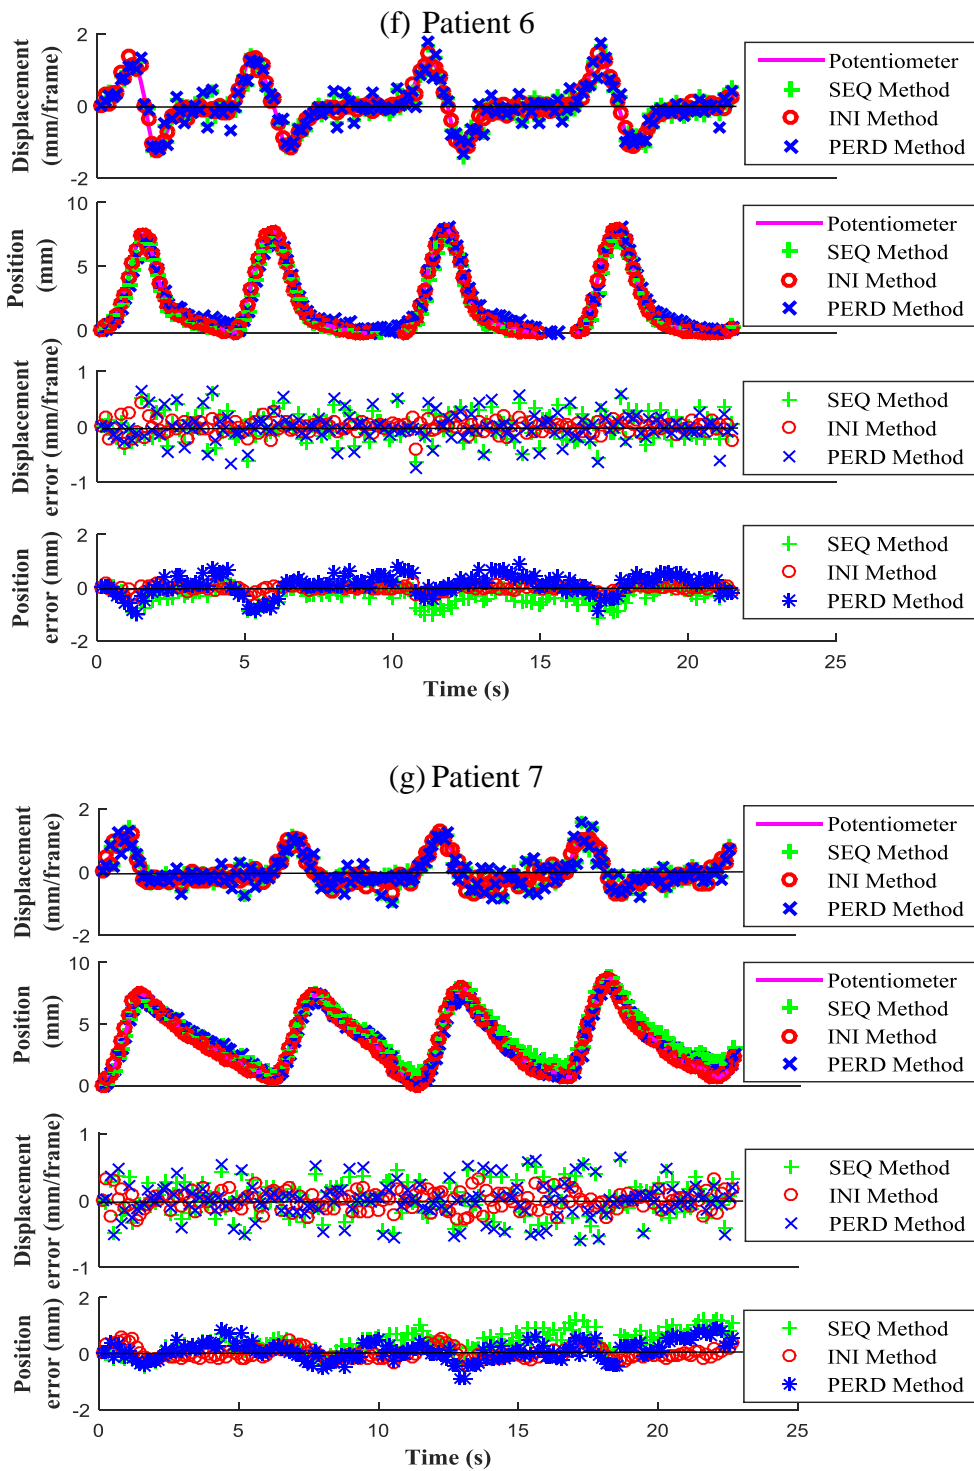 (f) Patient 6
Displacement
(mm/frame)
2
0
-2
Potentiometer
SEQ Method
INI Method
PERD Method
Position
(mm)
10
5
0
Potentiometer
SEQ Method
INI Method
PERD Method
Displacement
error (mm/frame)
1
0
-1
SEQ Method
INI Method
PERD Method
Position
error (mm)
2
0
-2
SEQ Method
INI Method
PERD Method
0 5 10 15 20 25
Time (s)
(g) Patient 7
Displacement
(mm/frame)
2
0
-2
Potentiometer
SEQ Method
INI Method
PERD Method
Position
(mm)
10
5
0
Potentiometer
SEQ Method
INI Method
PERD Method
Displacement
error (mm/frame)
1
0
-1
SEQ Method
INI Method
PERD Method
Position
error (mm)
2
0
-2
SEQ Method
INI Method
PERD Method
0 5 10 15 20 25
Time (s)